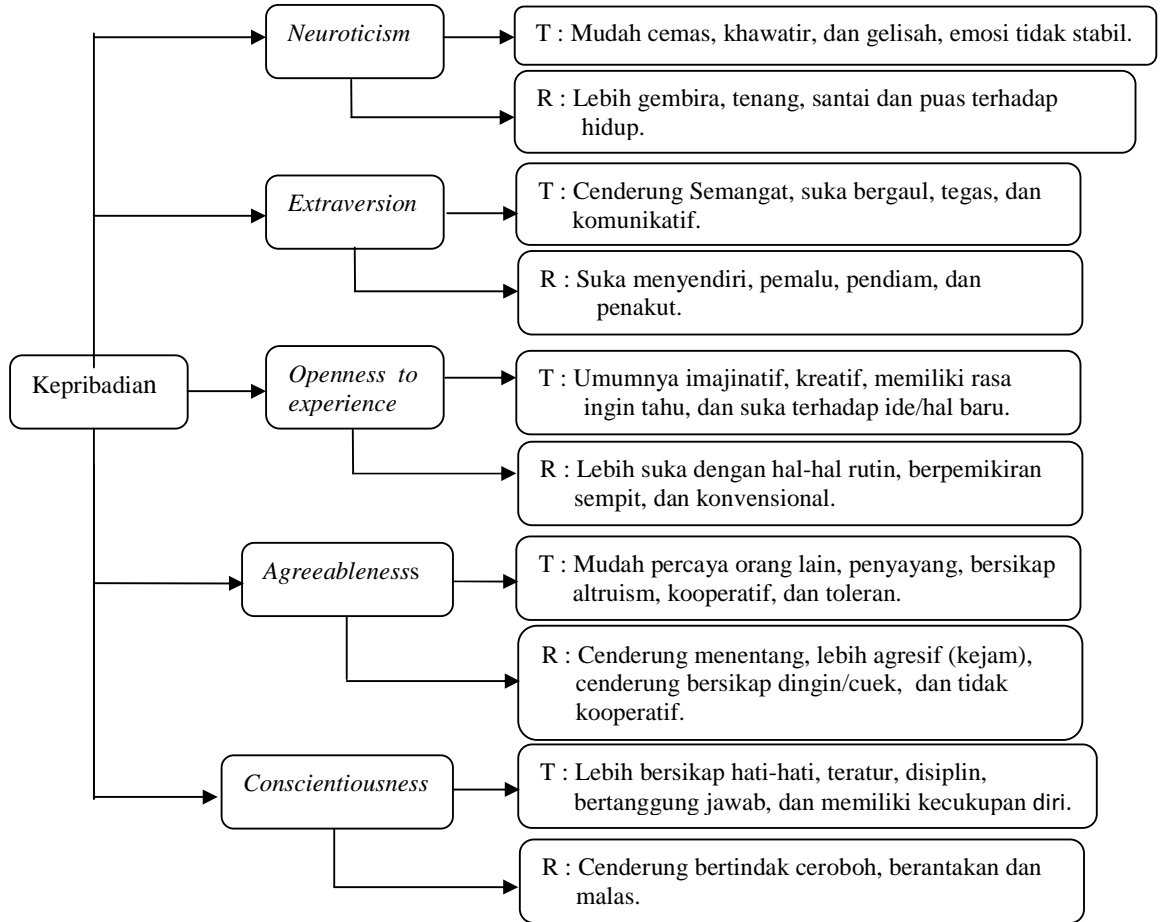 Neuroticism
T : Mudah cemas, khawatir, dan gelisah, emosi tidak stabil.
R : Lebih gembira, tenang, santai dan puas terhadap
hidup.
Extraversion
T : Cenderung Semangat, suka bergaul, tegas, dan
komunikatif.
R : Suka menyendiri, pemalu, pendiam, dan
penakut.
Kepribadian
Openness to
experience
T : Umumnya imajinatif, kreatif, memiliki rasa
ingin tahu, dan suka terhadap ide/hal baru.
R : Lebih suka dengan hal-hal rutin, berpemikiran
sempit, dan konvensional.
Agreeablenesss
T : Mudah percaya orang lain, penyayang, bersikap
altruism, kooperatif, dan toleran.
R : Cenderung menentang, lebih agresif (kejam),
cenderung bersikap dingin/cuek, dan tidak
kooperatif.
Conscientiousness
T : Lebih bersikap hati-hati, teratur, disiplin,
bertanggung jawab, dan memiliki kecukupan diri.
R : Cenderung bertindak ceroboh, berantakan dan
malas.